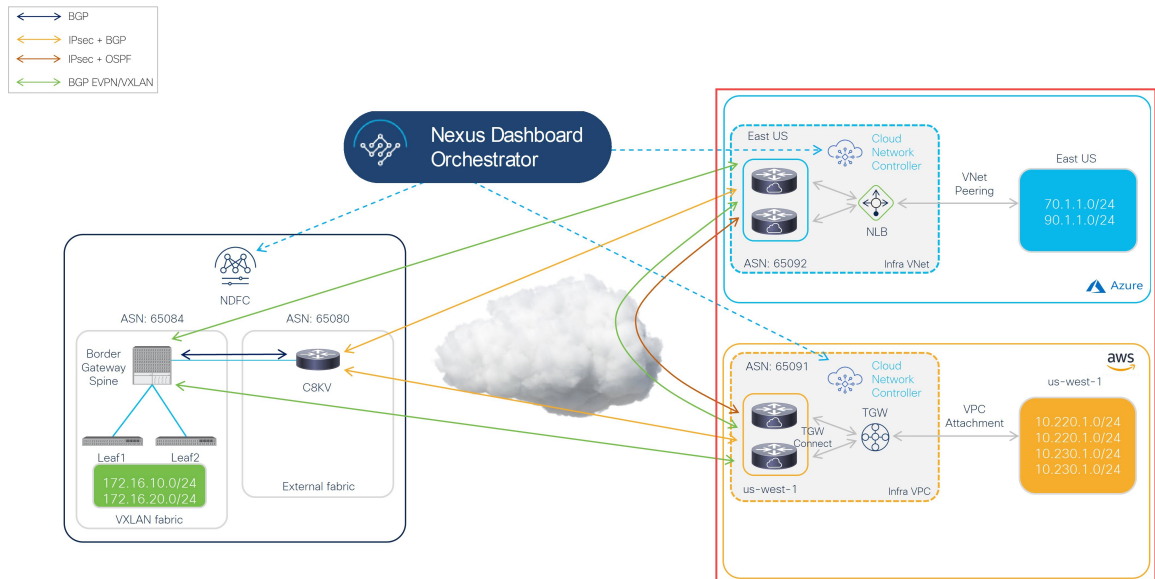 BGP
IPsec + BGP
IPsec + OSPF
BGP EVPN/VXLAN
Nexus Dashboard
Orchestrator
East US
Cloud
Network
Controller
NLB
ASN: 65092
Infra VNet
VNet
Peering
East US
70.1.1.0/24
90.1.1.0/24
Azure
NDFC
ASN: 65084
ASN: 65080
Border
Gateway
Spine
C8KV
Leaf1
Leaf2
172.16.10.0/24
172.16.20.0/24
VXLAN fabric
External fabric
ASN: 65091
Cloud
Network
Controller
TGW
TGW
Connect
us-west-1
Infra VPC
VPC
Attachment
aws
us-west-1
10.220.1.0/24
10.220.1.0/24
10.230.1.0/24
10.230.1.0/24